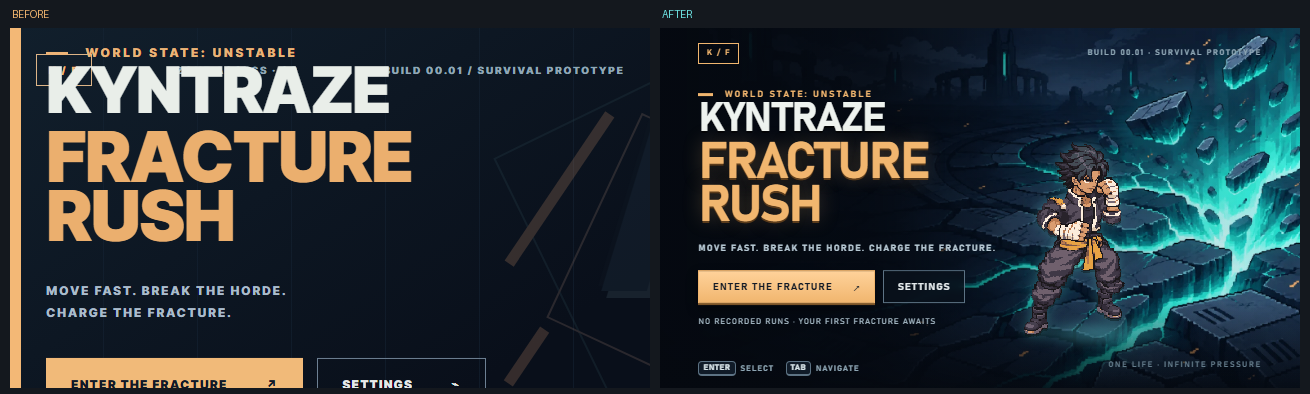 BEFORE
WORLD STATE: UNSTABLE
BUILD 00.01 / SURVIVAL PROTOTYPE
KYNTRAZE
FRACTURE
RUSH
MOVE FAST. BREAK THE HORDE.
CHARGE THE FRACTURE.
ENTER THE FRACTURE ↗
SETTINGS
AFTER
K / F
BUILD 00.01 · SURVIVAL PROTOTYPE
WORLD STATE: UNSTABLE
KYNTRAZE
FRACTURE
RUSH
MOVE FAST. BREAK THE HORDE. CHARGE THE FRACTURE.
ENTER THE FRACTURE ↗
SETTINGS
NO RECORDED RUNS · YOUR FIRST FRACTURE AWAITS
ENTER SELECT TAB NAVIGATE
ONE LIFE · INFINITE PRESSURE